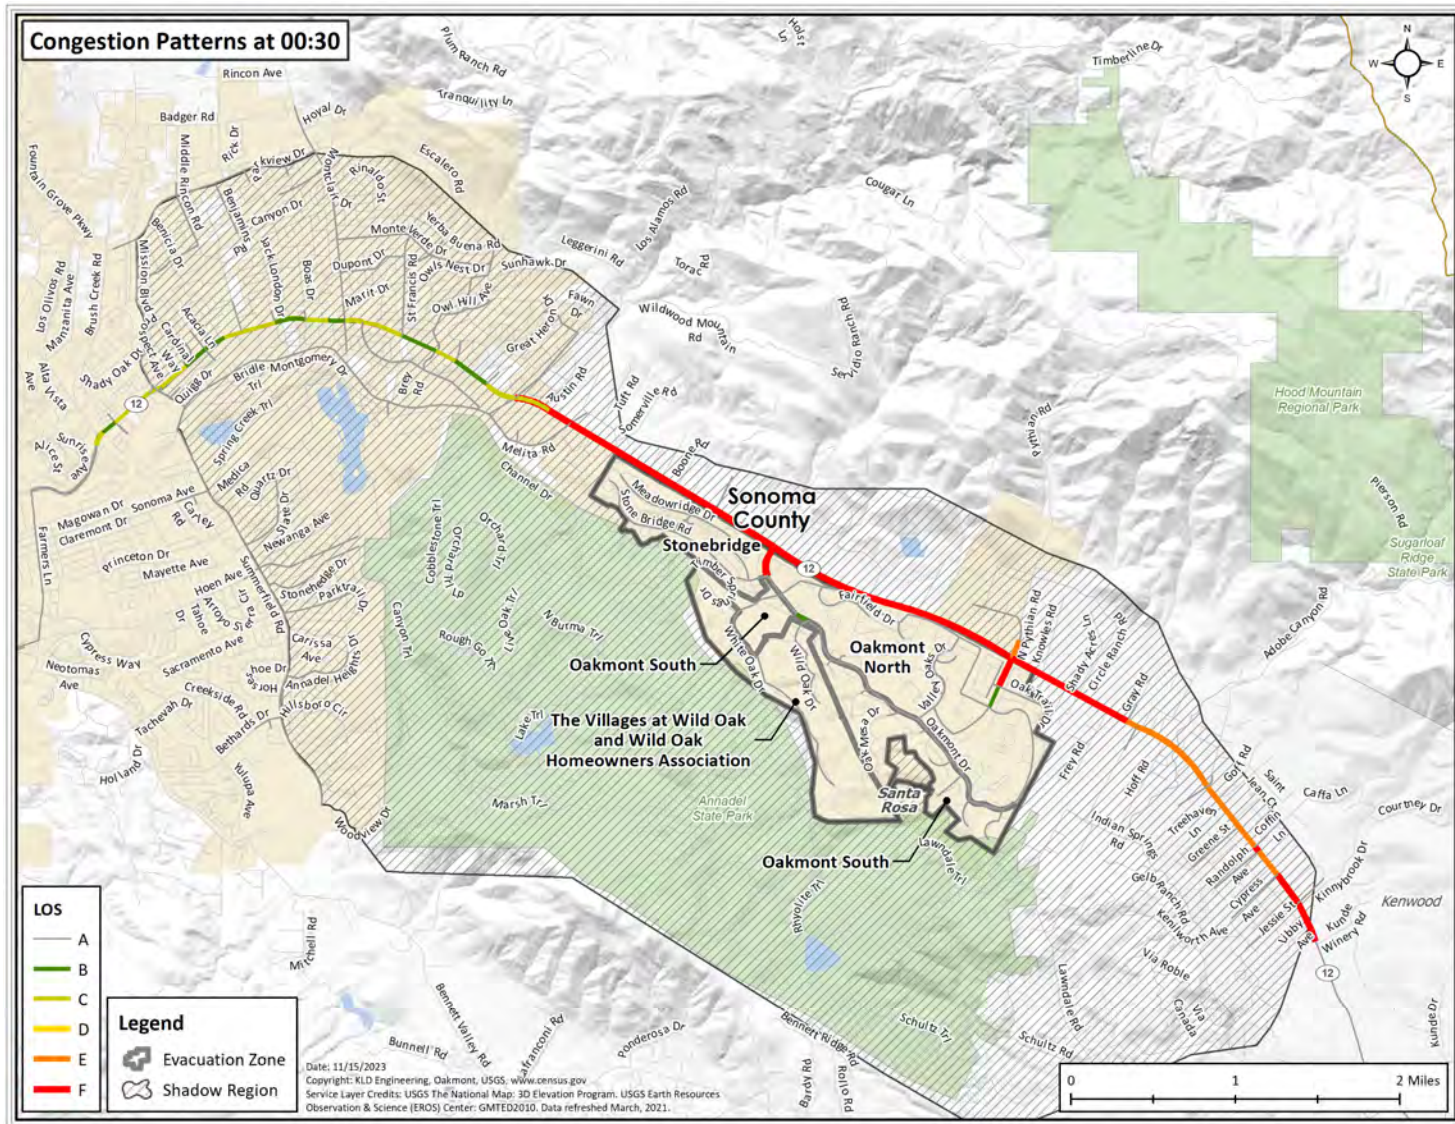 Congestion Patterns at 00:30
N
W
E
S
Rincon Ave
Badger Rd
Hoyal Dr
Plum Ranch Rd
Tranquility Ln
Holst
Ln
Timberline Dr
Fountain Grove Pkwy
Middle Rincon Rd
Rick Dr
Parkview Dr
Montclair Dr
Rinaldo St
Escalero Rd
Benjamins
Rd
Canyon Dr
Benicia Dr
Yerba Buena Rd
Monte Verde Dr
Cougar Ln
Los Alamos Rd
Leggerini Rd
Torac
Rd
Mission Blvd
Jack London Dr
Boas Dr
Dupont Dr
Owls Nest Dr
Sunhawk Dr
St Francis Rd
Marit Dr
Owl Hill Ave
Fawn
Dr
Great Heron
Dr
Los Olivos Rd
Manzanita Ave
Brush Creek Rd
Prospect Ave
Cardinal
Way
Acacia Ln
Wildwood Mountain
Rd
Alta Vista
Ave
Shady Oak Dr
Quigg Dr
Bridle
Trl
Montgomery Dr
Brey
Rd
Austin Rd
Tuft Rd
Somerville Rd
12
Hood Mountain
Regional Park
Alice St
Sunrise Ave
Spring Creek Trl
Melita Rd
Boone Rd
Pythian Rd
Medica
Rd
Quartz Dr
Channel Dr
Sonoma
County
Meadowridge Dr
Stone Bridge Rd
Pierson Rd
Magowan Dr
Sonoma Ave
Claremont Dr
Carley
Rd
Newanga Ave
Cobblestone Trl
Orchard Trl
Stonebridge
12
Sugarloaf
Ridge
State Park
Farmers Ln
Princeton Dr
Mayette Ave
Hoen Ave
Summerfield Rd
Stonehedge Dr
Parktrail Dr
Live Oak Trl
Fairfield Dr
Adobe Canyon Rd
Tahoe
Dr
Canyon Trl
Rough Go Trl
N Burma Trl
N Pythian Rd
Knowles Rd
Shady Acres Ln
Circle Ranch Rd
Cypress Way
Neotomas
Ave
Sacramento Ave
Carissa
Ave
Annadel Heights Dr
Oakmont South
White Oak Dr
Wild Oak Dr
Oakmont
North
Valley Oaks Dr
Oak Trail Dr
Gray Rd
Creekside Rd
Tachevah Dr
Bethards Dr
Hillsboro Cir
Lake Trl
The Villages at Wild Oak
and Wild Oak
Homeowners Association
Oak Mesa Dr
Oakmont Dr
Frey Rd
Hoff Rd
Goff Rd
Saint
Jean Ct
Holland Dr
Yulupa Ave
Caffa Ln
Courtney Dr
Marsh Trl
Annadel
State Park
Santa
Rosa
Treehaven
Ln
Coffin
Ln
Woodview Dr
Indian Springs
Rd
Greene St
Randolph
Ave
Kinnybrook Dr
Oakmont South
Lawndale Trl
Gelb Ranch Rd
Cypress
Ave
Kenwood
Rhyolite Trl
Kenilworth Ave
Jessie St
Libby
Ave
Kunde
Winery Rd
Mitchell Rd
Via Roble
12
Lawndale Rd
Via
Canada
Kunde Dr
Bennett Valley Rd
Bunnell Rd
Ponderosa Dr
Bennett Ridge Rd
Schultz Trl
Schultz Rd
Bardy Rd
Rollo Rd
LOS
A
B
C
D
E
F
Legend
Evacuation Zone
Shadow Region
Date: 11/15/2023
Copyright: KLD Engineering, Oakmont, USGS, www.census.gov
Service Layer Credits: USGS The National Map: 3D Elevation Program. USGS Earth Resources
Observation & Science (EROS) Center: GMTED2010. Data refreshed March, 2021.
0
1
2 Miles